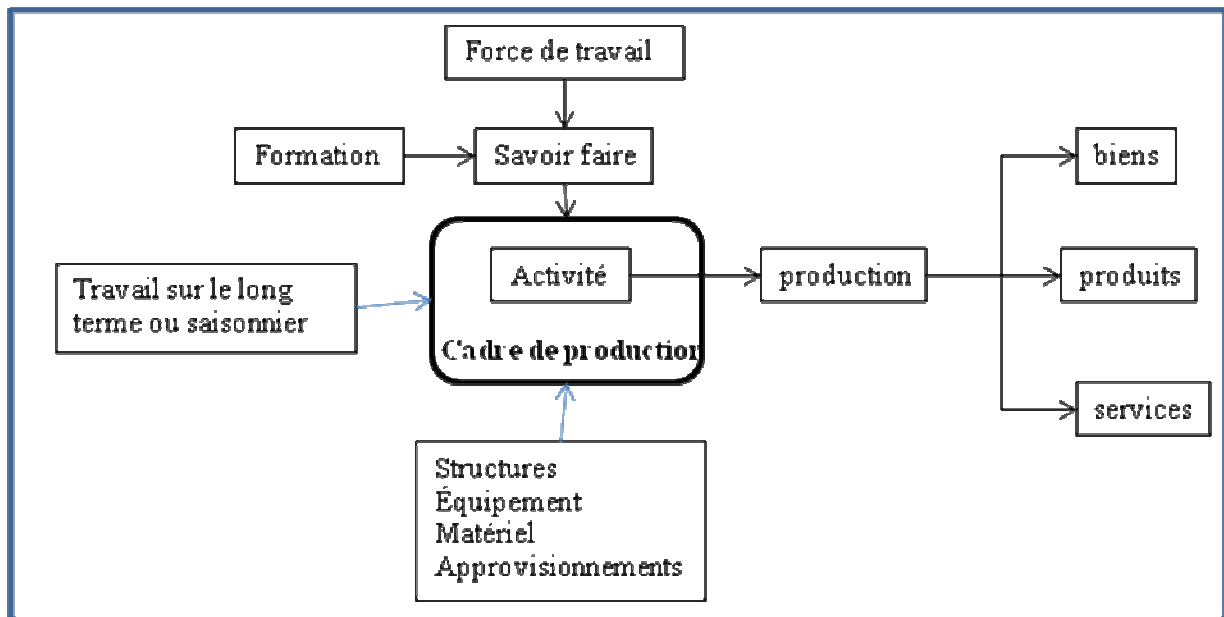 Force de travail
Formation
Savoir faire
biens
Activité
production
produits
Travail sur le long
terme ou saisonnier
Cadre de production
services
Structures
Équipement
Matériel
Approvisionnements